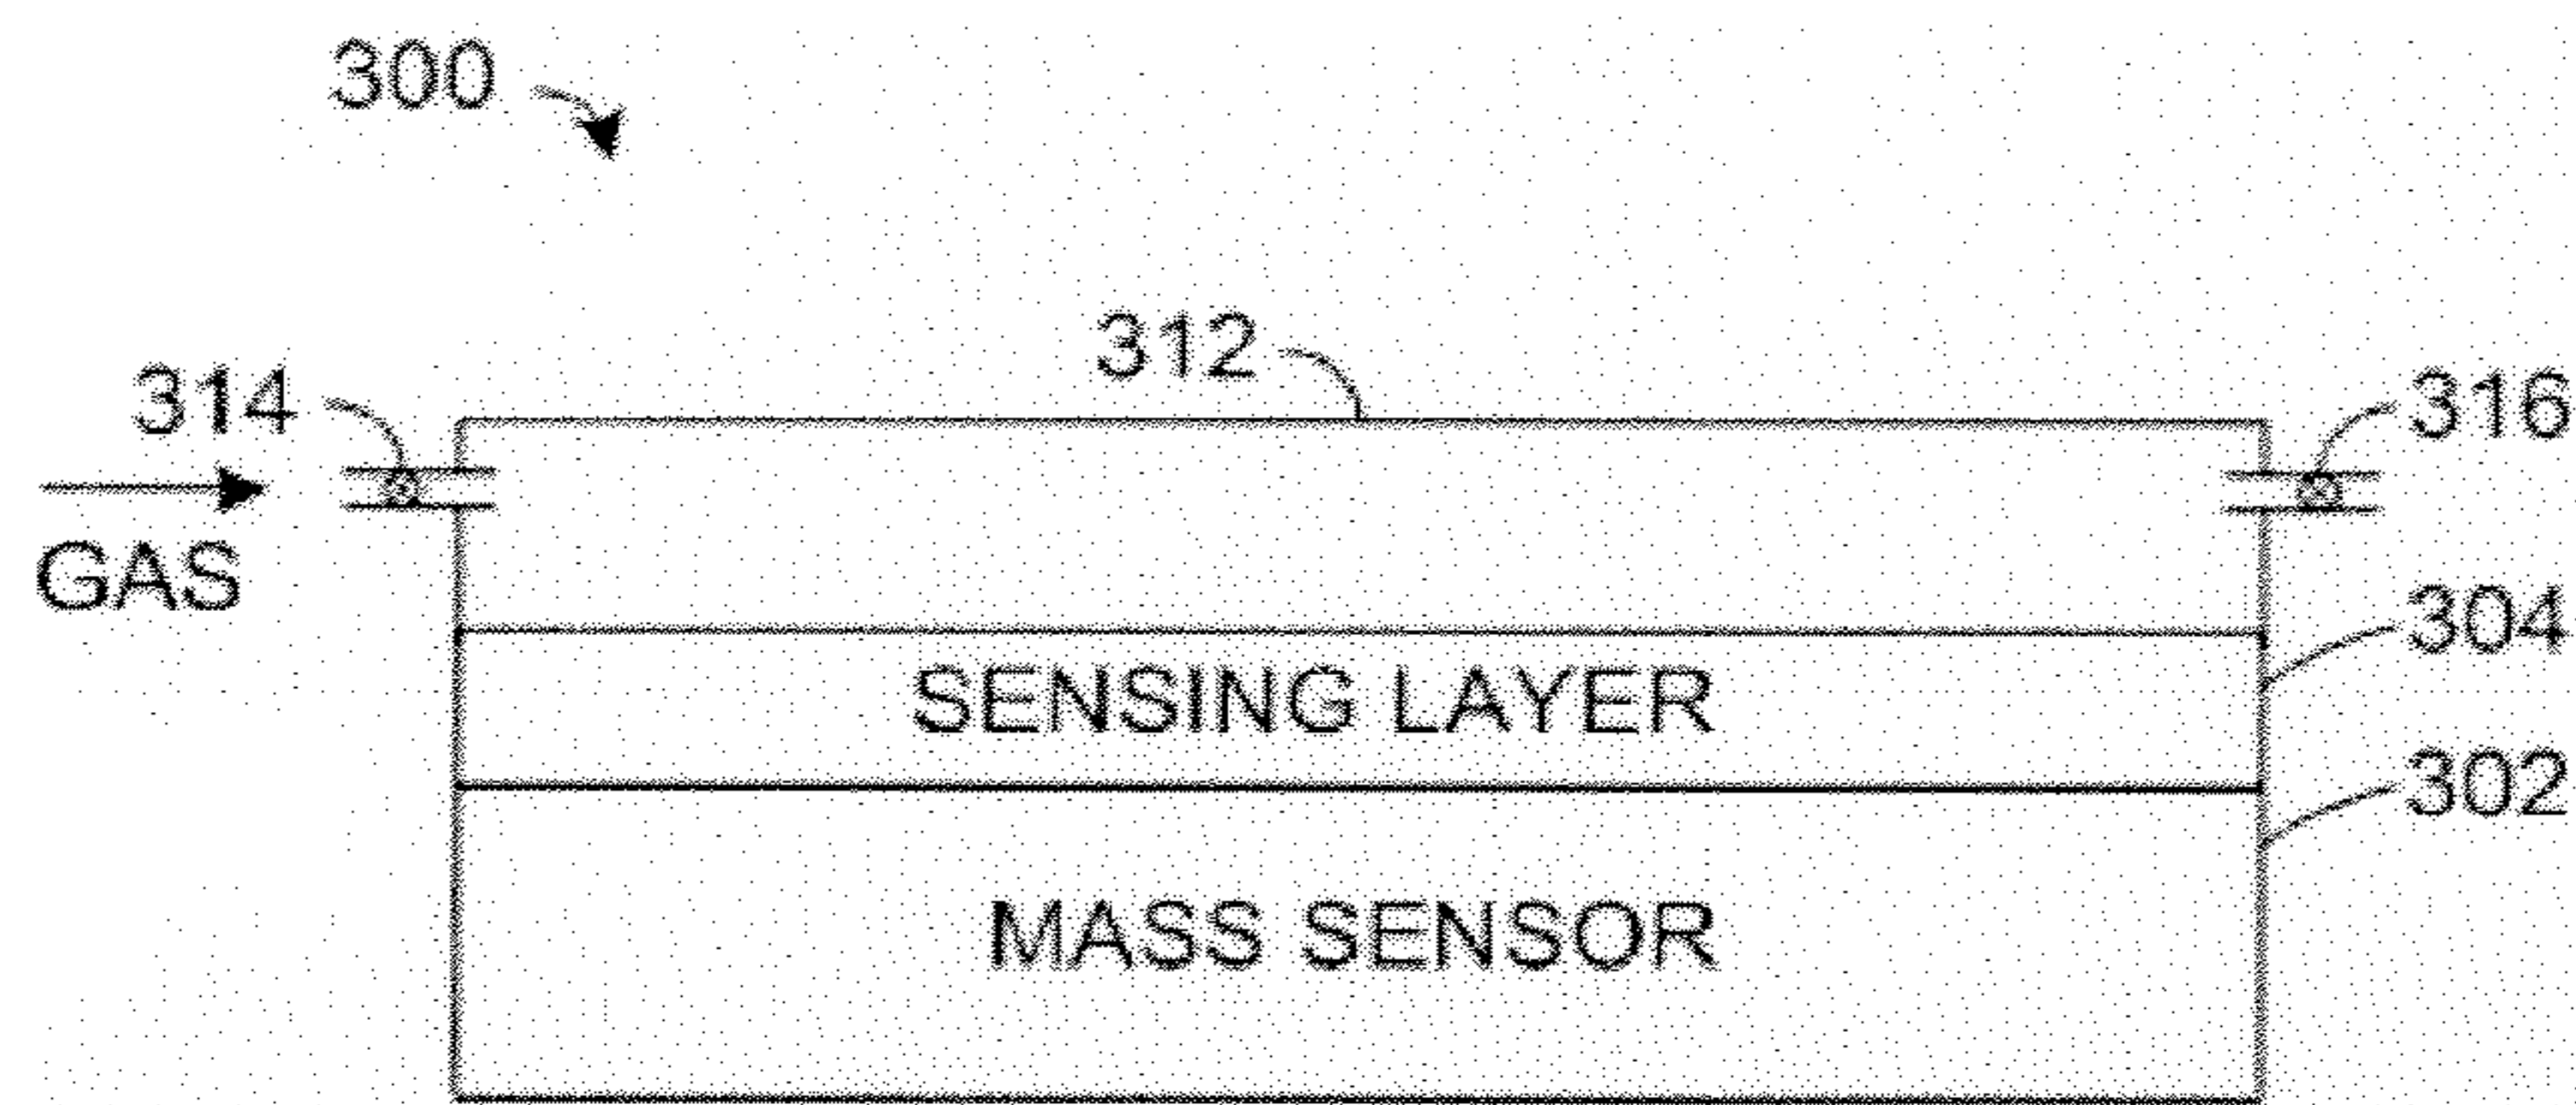 300
312
314
316
GAS
304
SENSING LAYER
302
MASS SENSOR